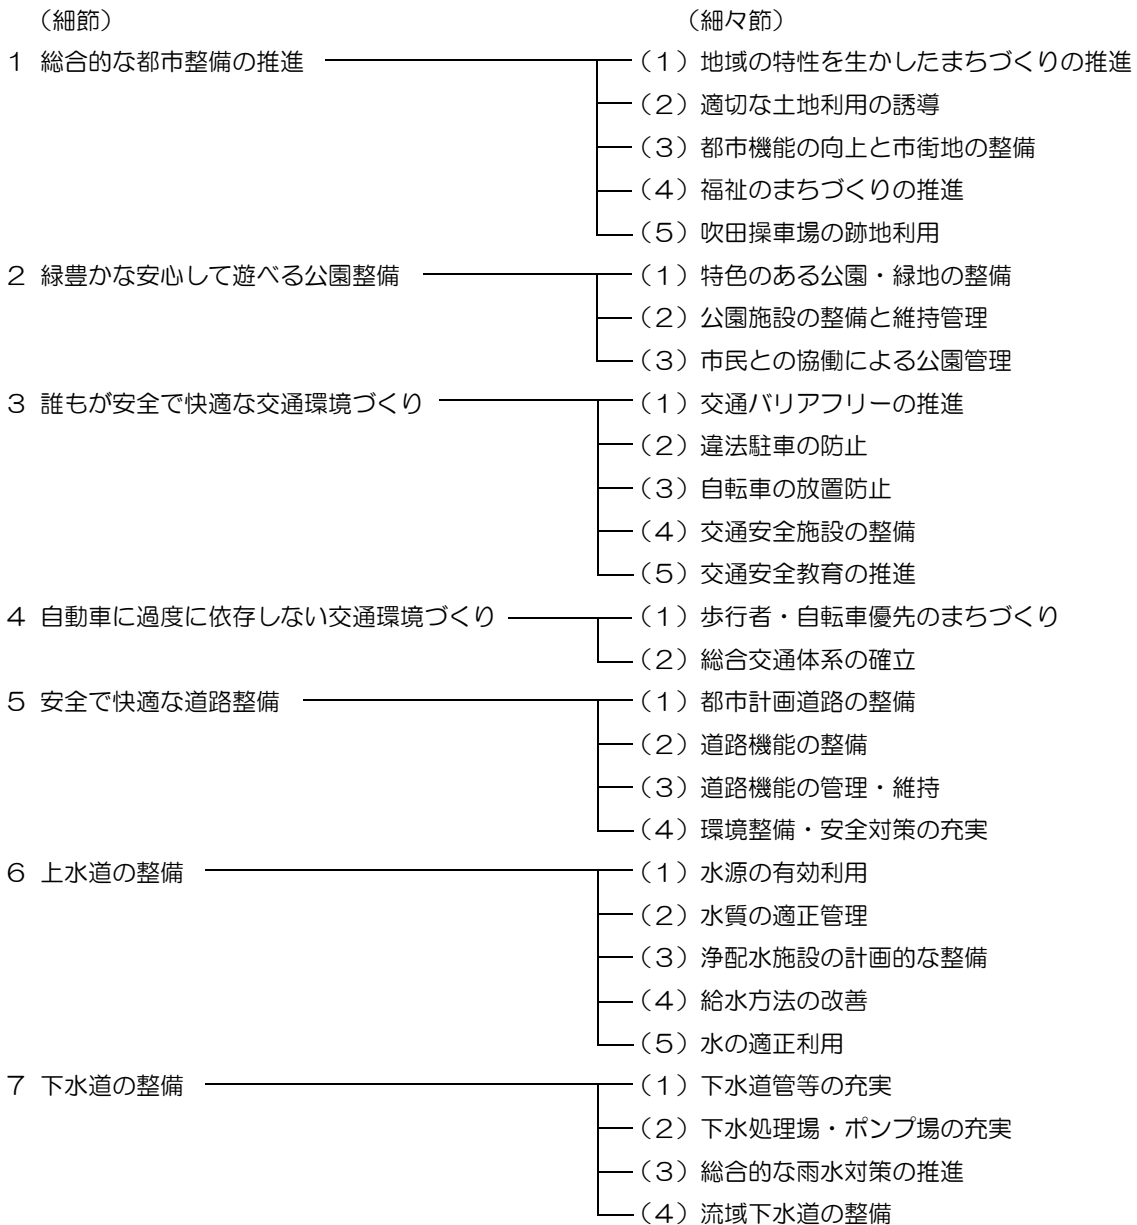 （細節） （細々節）
１ 総合的な都市整備の推進 （１）地域の特性を生かしたまちづくりの推進
（２）適切な土地利用の誘導
（３）都市機能の向上と市街地の整備
（４）福祉のまちづくりの推進
（５）吹田操車場の跡地利用
２ 緑豊かな安心して遊べる公園整備 （１）特色のある公園・緑地の整備
（２）公園施設の整備と維持管理
（３）市民との協働による公園管理
３ 誰もが安全で快適な交通環境づくり （１）交通バリアフリーの推進
（２）違法駐車の防止
（３）自転車の放置防止
（４）交通安全施設の整備
（５）交通安全教育の推進
４ 自動車に過度に依存しない交通環境づくり （１）歩行者・自転車優先のまちづくり
（２）総合交通体系の確立
５ 安全で快適な道路整備 （１）都市計画道路の整備
（２）道路機能の整備
（３）道路機能の管理・維持
（４）環境整備・安全対策の充実
６ 上水道の整備 （１）水源の有効利用
（２）水質の適正管理
（３）浄配水施設の計画的な整備
（４）給水方法の改善
（５）水の適正利用
７ 下水道の整備 （１）下水道管等の充実
（２）下水処理場・ポンプ場の充実
（３）総合的な雨水対策の推進
（４）流域下水道の整備